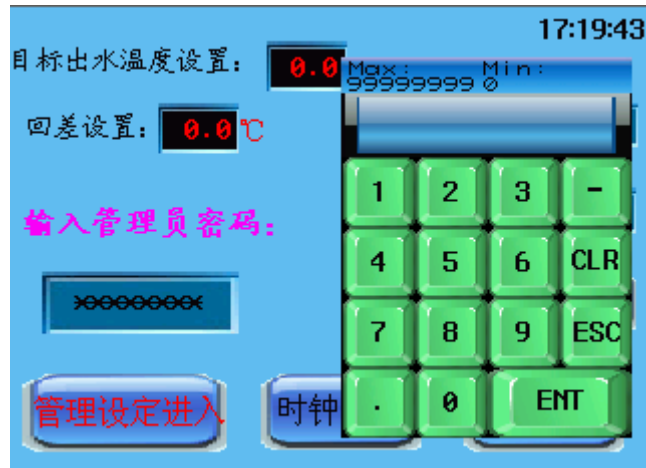 17:19:43
目标出水温度设置: 0.0
Max: Min:
99999999 0
回差设置: 0.0℃
1 2 3 -
输入管理员密码:
4 5 6 CLR
xxxxxxxx
7 8 9 ESC
管理设定进入 时钟
. 0 ENT